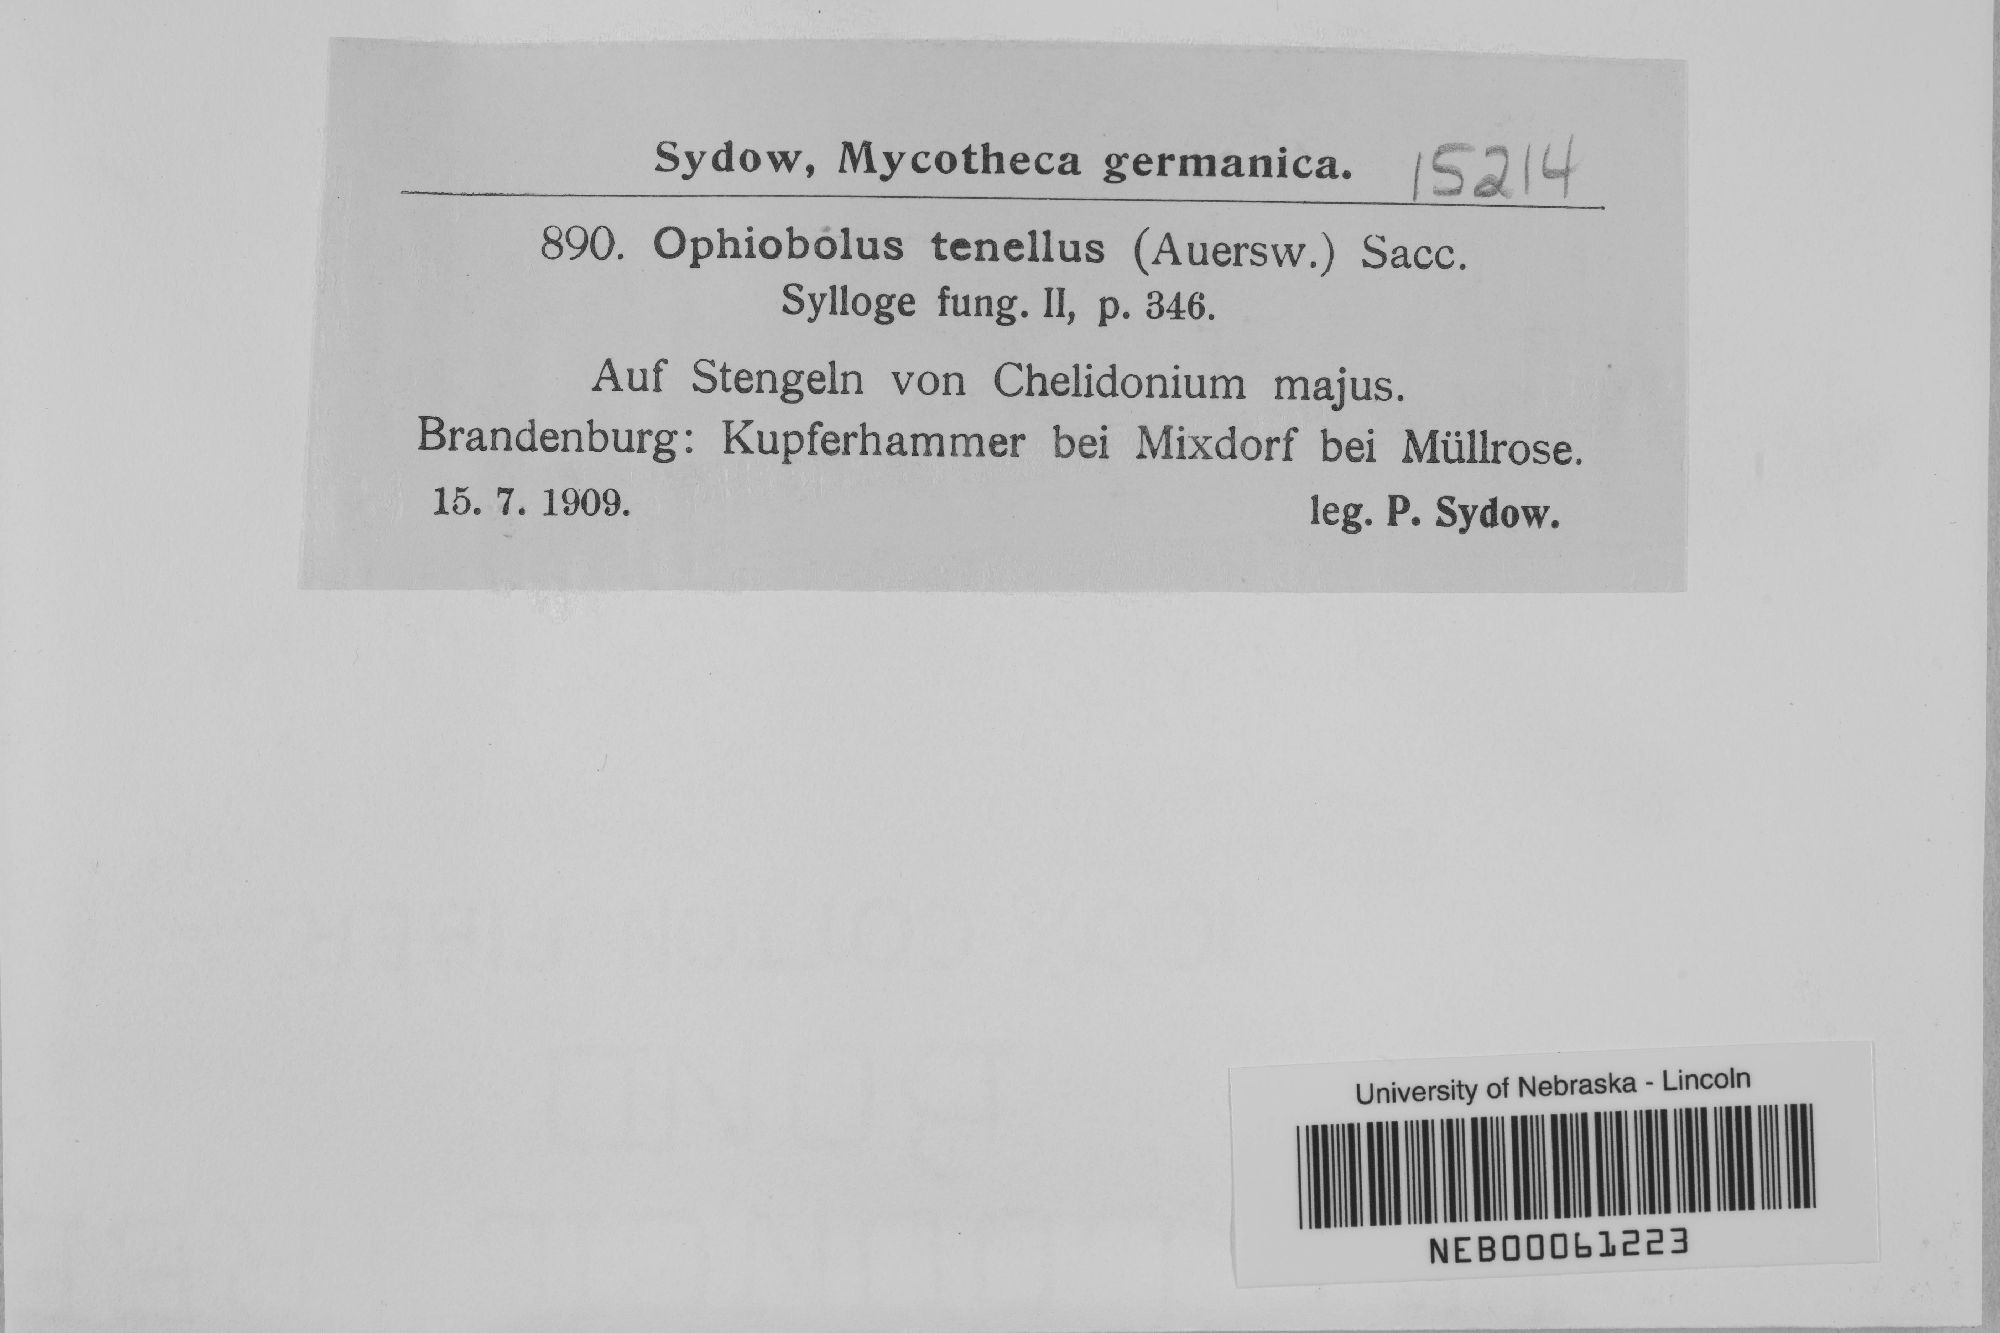 Sydow, Mycotheca germanica. 15214
890. Ophiobolus tenellus (Auersw.) Sacc.
Sylloge fung. II, p. 346.
Auf Stengeln von Chelidonium majus.
Brandenburg: Kupferhammer bei Mixdorf bei Müllrose.
15. 7. 1909. leg. P. Sydow.
University of Nebraska - Lincoln
NEB00061223